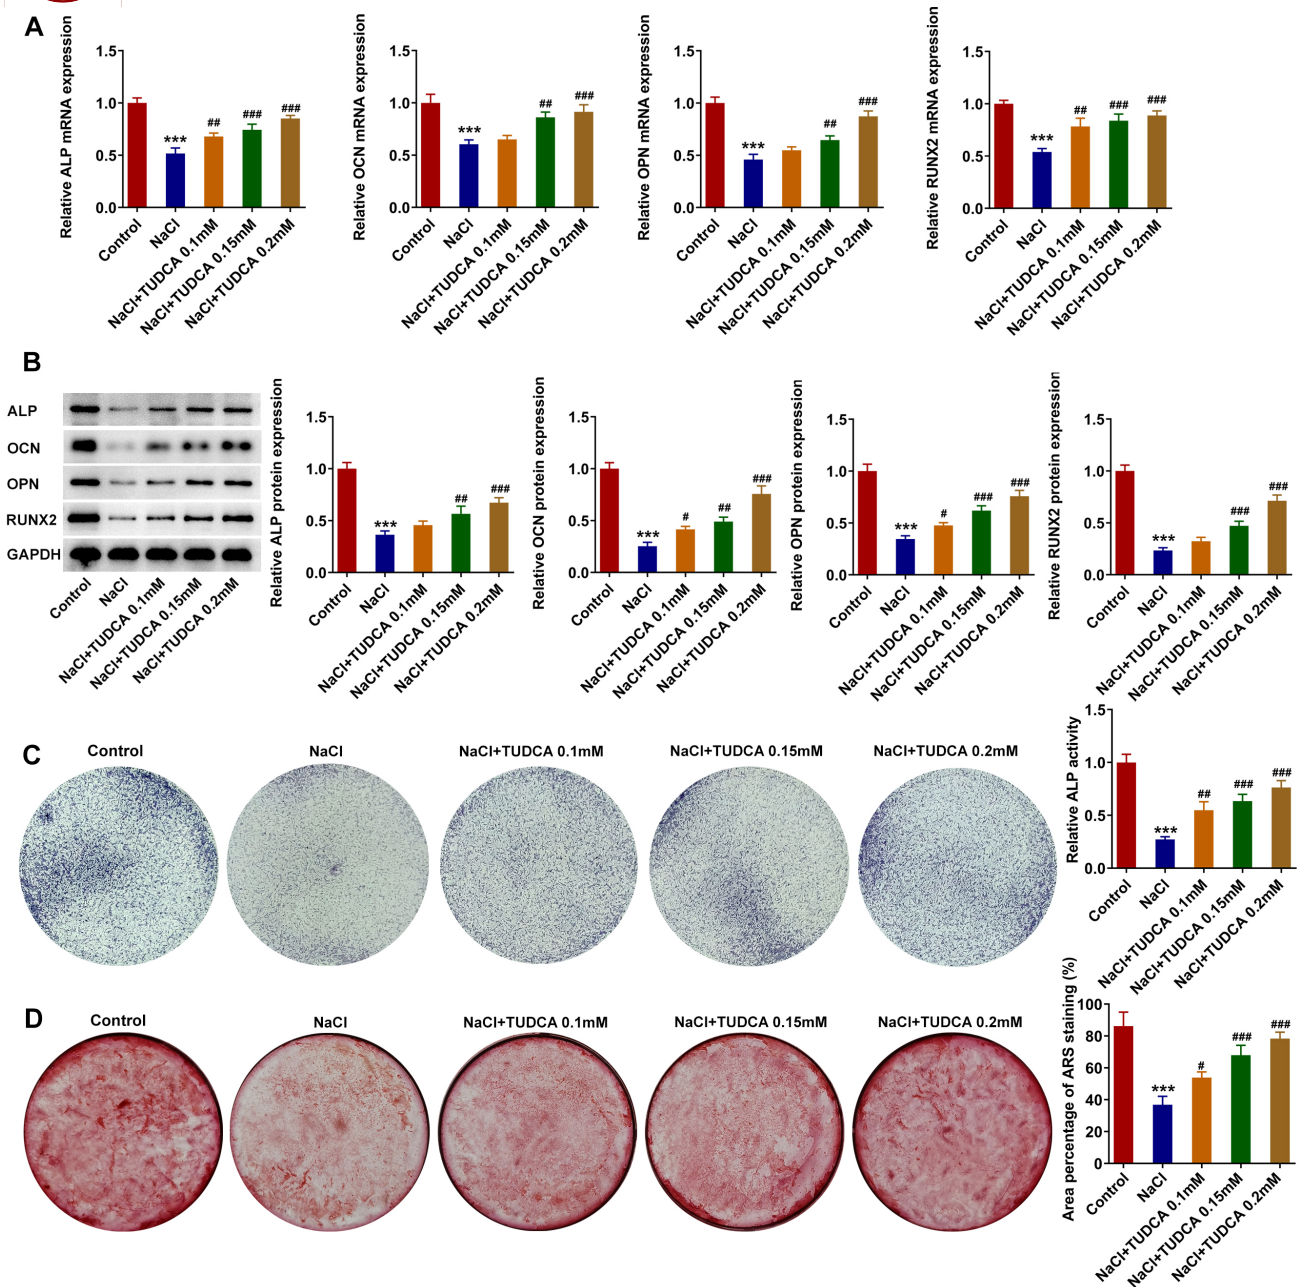 A
Relative ALP mRNA expression
1.5
1.0
0.5
0.0
***
##
###
###
Control
NaCl
NaCl+TUDCA 0.1mM
NaCl+TUDCA 0.15mM
NaCl+TUDCA 0.2mM
Relative OCN mRNA expression
1.5
1.0
0.5
0.0
***
##
###
Control
NaCl
NaCl+TUDCA 0.1mM
NaCl+TUDCA 0.15mM
NaCl+TUDCA 0.2mM
Relative OPN mRNA expression
1.5
1.0
0.5
0.0
***
##
###
Control
NaCl
NaCl+TUDCA 0.1mM
NaCl+TUDCA 0.15mM
NaCl+TUDCA 0.2mM
Relative RUNX2 mRNA expression
1.5
1.0
0.5
0.0
***
##
###
###
Control
NaCl
NaCl+TUDCA 0.1mM
NaCl+TUDCA 0.15mM
NaCl+TUDCA 0.2mM
B
ALP
OCN
OPN
RUNX2
GAPDH
Control
NaCl
NaCl+TUDCA 0.1mM
NaCl+TUDCA 0.15mM
NaCl+TUDCA 0.2mM
Relative ALP protein expression
1.5
1.0
0.5
0.0
***
##
###
Control
NaCl
NaCl+TUDCA 0.1mM
NaCl+TUDCA 0.15mM
NaCl+TUDCA 0.2mM
Relative OCN protein expression
1.5
1.0
0.5
0.0
***
#
##
###
Control
NaCl
NaCl+TUDCA 0.1mM
NaCl+TUDCA 0.15mM
NaCl+TUDCA 0.2mM
Relative OPN protein expression
1.5
1.0
0.5
0.0
***
#
###
###
Control
NaCl
NaCl+TUDCA 0.1mM
NaCl+TUDCA 0.15mM
NaCl+TUDCA 0.2mM
Relative RUNX2 protein expression
1.5
1.0
0.5
0.0
***
###
###
Control
NaCl
NaCl+TUDCA 0.1mM
NaCl+TUDCA 0.15mM
NaCl+TUDCA 0.2mM
C
Control
NaCl
NaCl+TUDCA 0.1mM
NaCl+TUDCA 0.15mM
NaCl+TUDCA 0.2mM
Relative ALP activity
1.5
1.0
0.5
0.0
***
##
###
###
Control
NaCl
NaCl+TUDCA 0.1mM
NaCl+TUDCA 0.15mM
NaCl+TUDCA 0.2mM
D
Control
NaCl
NaCl+TUDCA 0.1mM
NaCl+TUDCA 0.15mM
NaCl+TUDCA 0.2mM
Area percentage of ARS staining (%)
100
80
60
40
20
0
***
#
###
###
Control
NaCl
NaCl+TUDCA 0.1mM
NaCl+TUDCA 0.15mM
NaCl+TUDCA 0.2mM